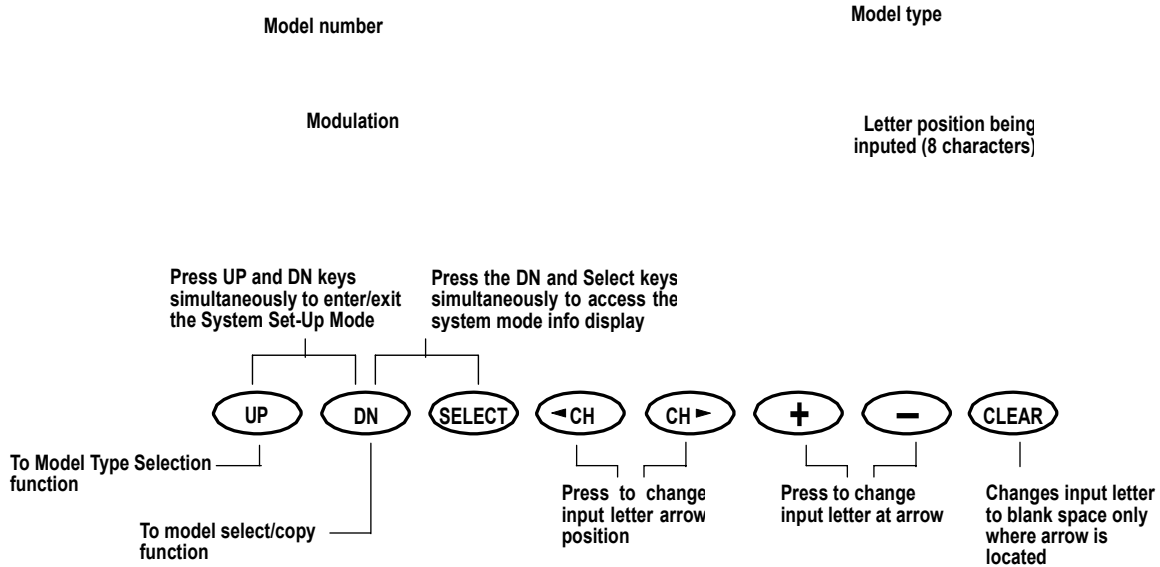 Model number
Model type
Modulation
Letter position being
inputed (8 characters)
Press UP and DN keys
simultaneously to enter/exit
the System Set-Up Mode
Press the DN and Select keys
simultaneously to access the
system mode info display
UP
DN
SELECT
◄CH
CH►
+
−
CLEAR
To Model Type Selection
function
To model select/copy
function
Press to change
input letter arrow
position
Press to change
input letter at arrow
Changes input letter
to blank space only
where arrow is
located